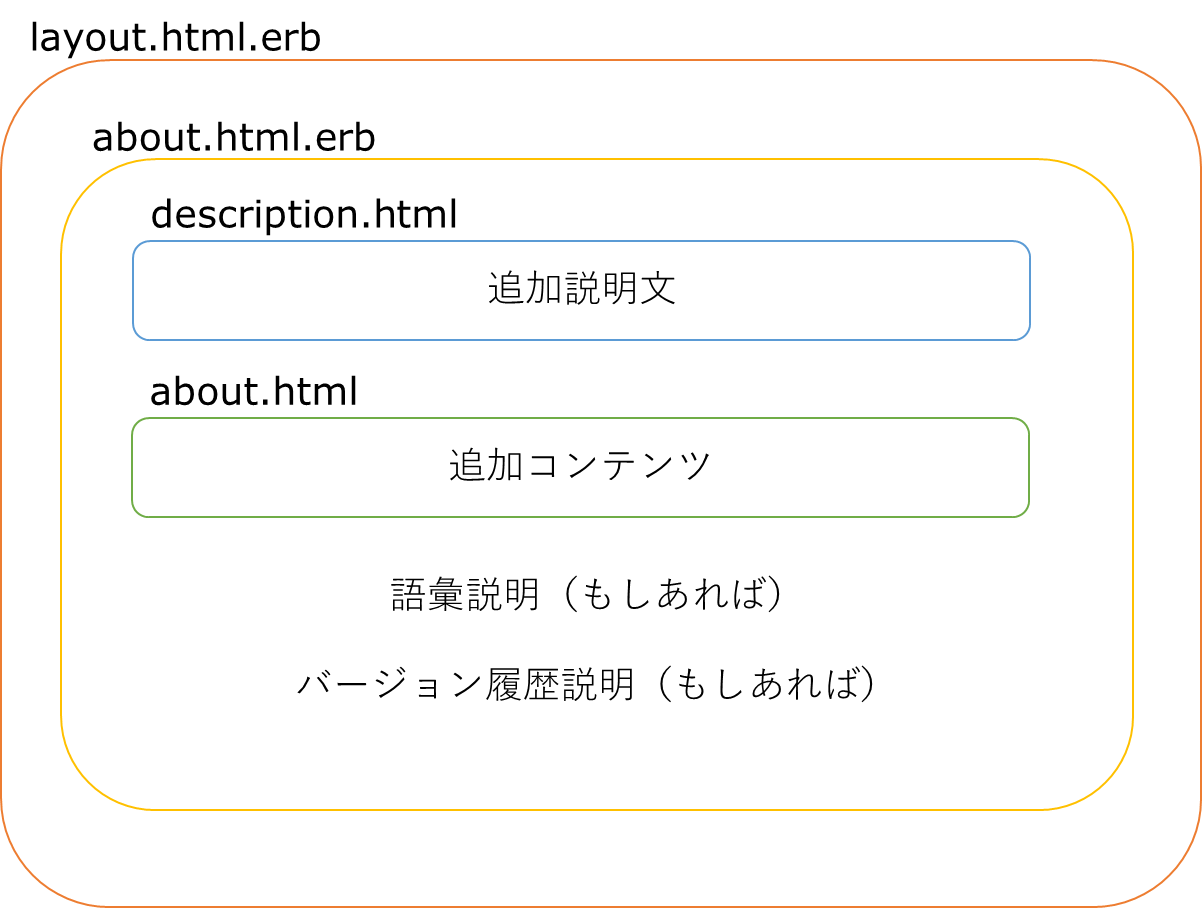 layout.html.erb
about.html.erb
description.html
追加説明文
about.html
追加コンテンツ
語彙説明（もしあれば）
バージョン履歴説明（もしあれば）